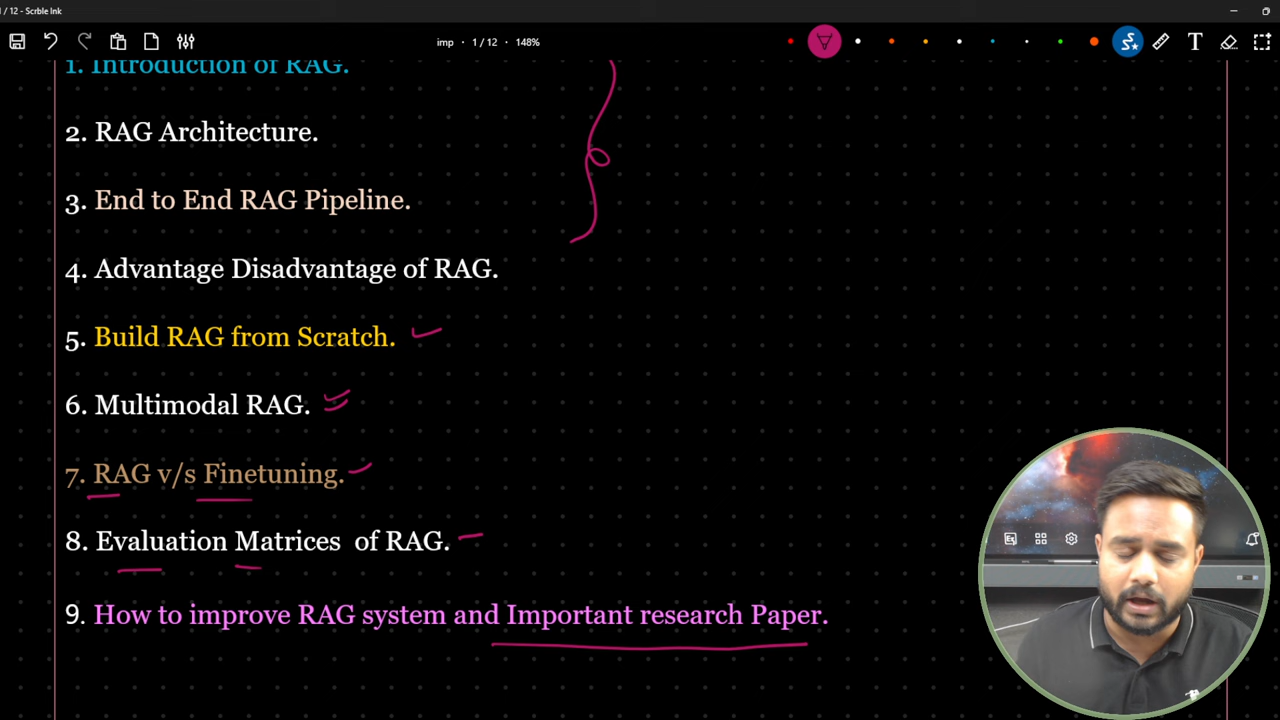 1 / 12 - Scrble Ink
imp · 1 / 12 · 148%
T
1. Introduction of RAG.
2. RAG Architecture.
3. End to End RAG Pipeline.
4. Advantage Disadvantage of RAG.
5. Build RAG from Scratch.
6. Multimodal RAG.
7. RAG v/s Finetuning.
8. Evaluation Matrices of RAG.
9. How to improve RAG system and Important research Paper.